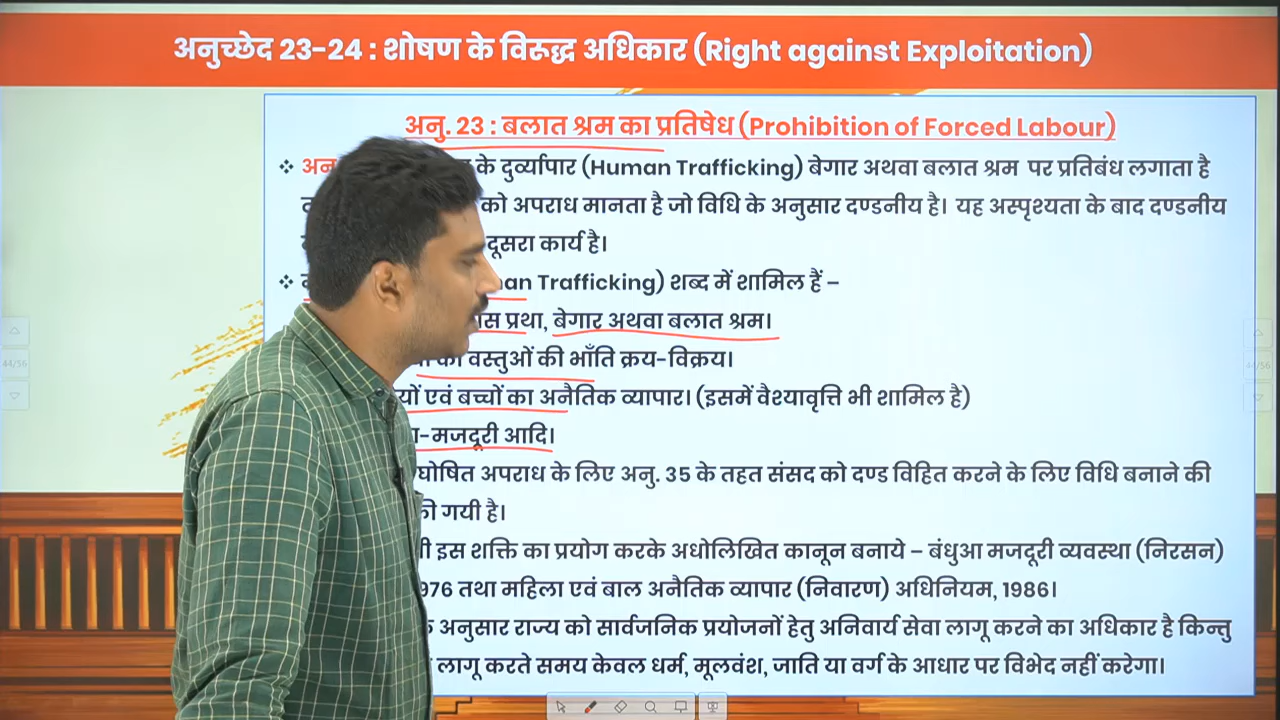 अनुच्छेद 23-24 : शोषण के विरूद्ध अधिकार (Right against Exploitation)
अनु. 23 : बलात श्रम का प्रतिषेध (Prohibition of Forced Labour)
के दुर्व्यापार (Human Trafficking) बेगार अथवा बलात श्रम पर प्रतिबंध लगाता है
को अपराध मानता है जो विधि के अनुसार दण्डनीय है। यह अस्पृश्यता के बाद दण्डनीय
दूसरा कार्य है।
Trafficking) शब्द में शामिल हैं –
प्रथा, बेगार अथवा बलात श्रम।
वस्तुओं की भाँति क्रय-विक्रय।
एवं बच्चों का अनैतिक व्यापार। (इसमें वैश्यावृत्ति भी शामिल है)
-मजदूरी आदि।
घोषित अपराध के लिए अनु. 35 के तहत संसद को दण्ड विहित करने के लिए विधि बनाने की
गयी है।
इस शक्ति का प्रयोग करके अधोलिखित कानून बनाये – बंधुआ मजदूरी व्यवस्था (निरसन)
976 तथा महिला एवं बाल अनैतिक व्यापार (निवारण) अधिनियम, 1986।
अनुसार राज्य को सार्वजनिक प्रयोजनों हेतु अनिवार्य सेवा लागू करने का अधिकार है किन्तु
लागू करते समय केवल धर्म, मूलवंश, जाति या वर्ग के आधार पर विभेद नहीं करेगा।
44/56
44/56